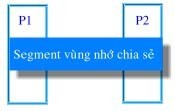 P1 P2
Segment vùng nhớ chia sẻ